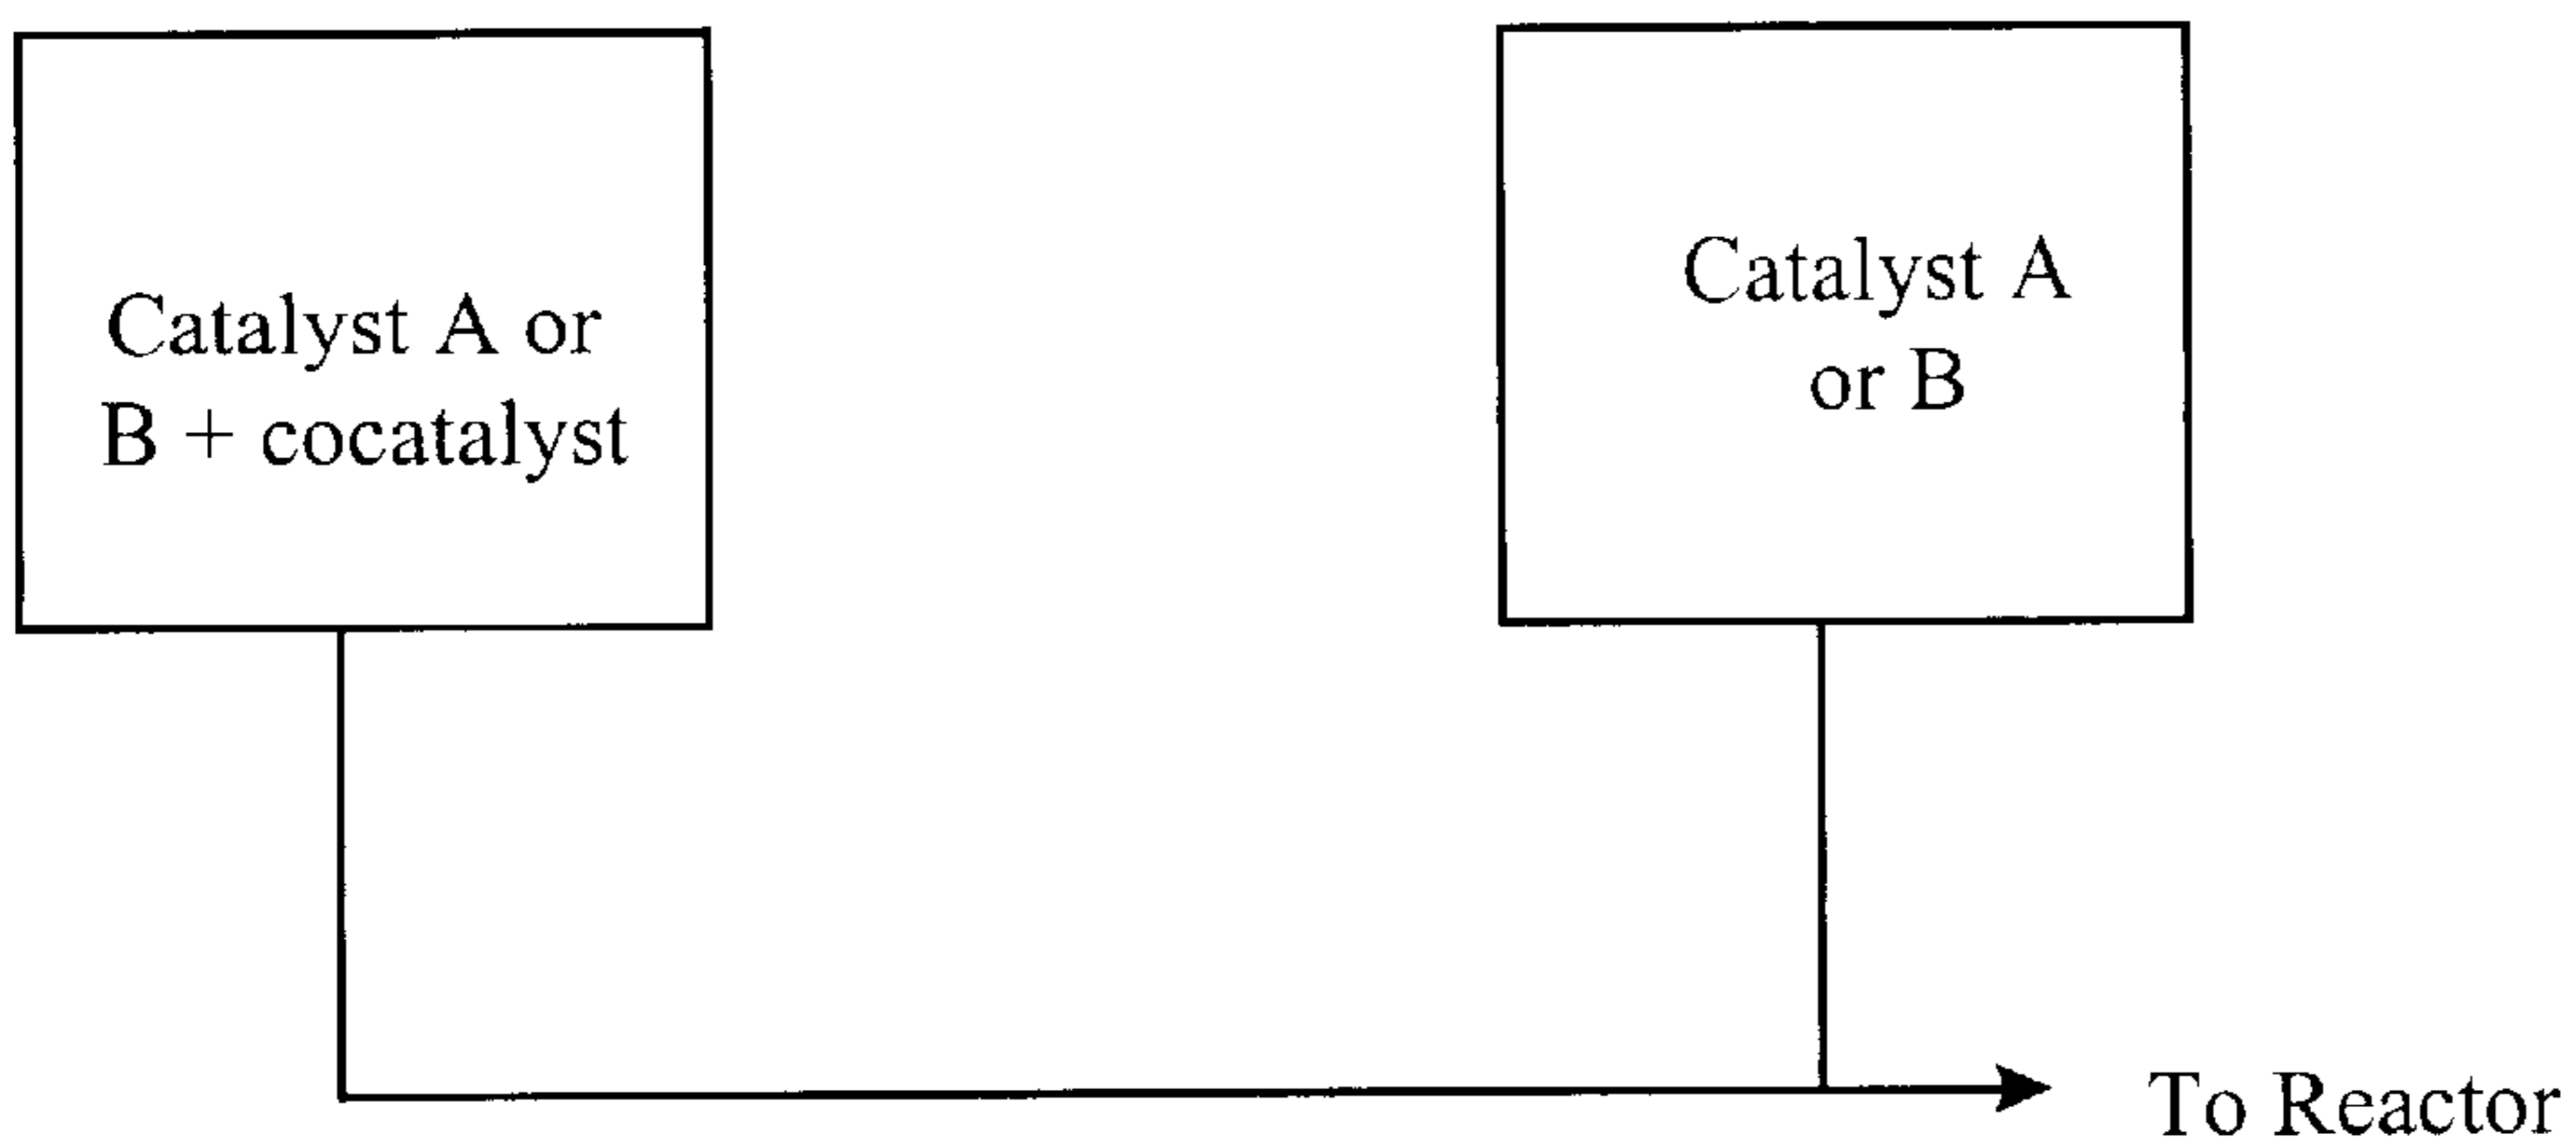 Catalyst A or
B + cocatalyst
Catalyst A
or B
To Reactor